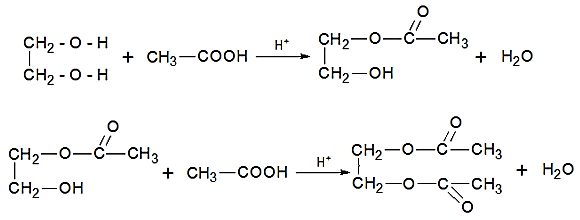 O
CH2-O-H H+ CH2—O—C—CH3
+ CH3—COOH + H2O
CH2-O-H CH2—OH
O O
CH2—O—C—CH3 H+ CH2—O—C—CH3
+ CH3—COOH + H2O
CH2—OH CH2—O—C—CH3
O